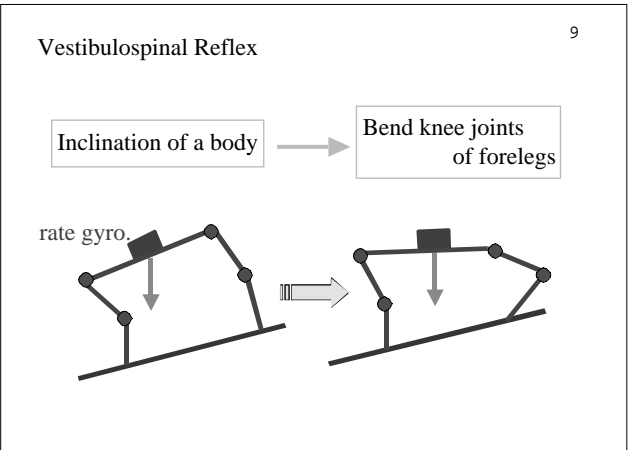 9
Vestibulospinal Reflex
Inclination of a body
Bend knee joints
of forelegs
rate gyro.